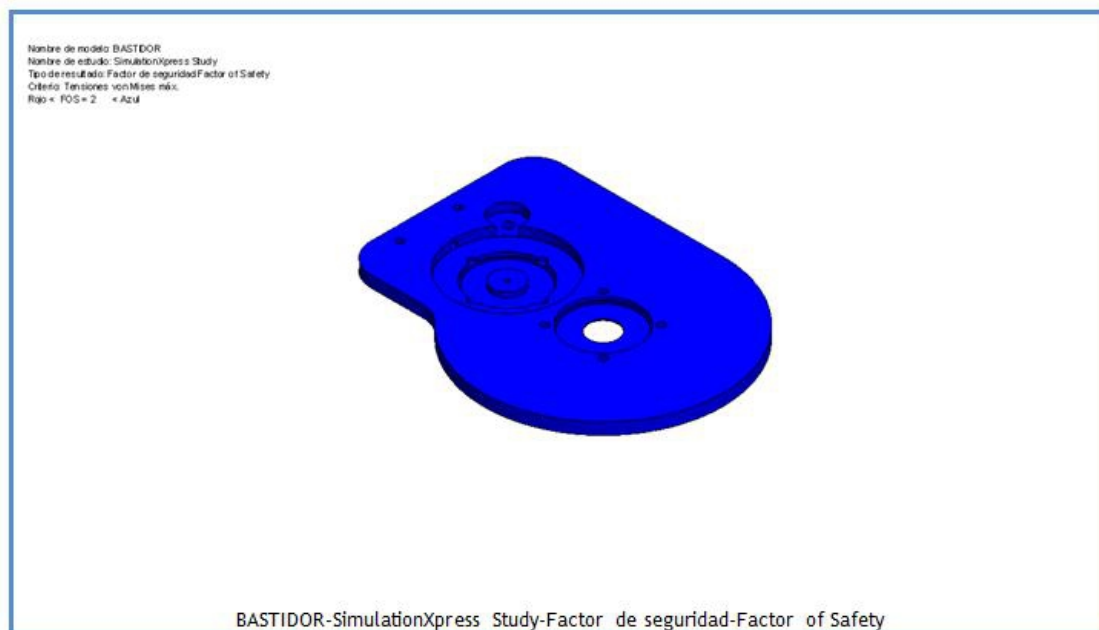 Nombre de modelo: BASTIDOR
Nombre de estudio: SimulationXpress Study
Tipo de resultado: Factor de seguridad Factor of Safety
Criterio: Tensiones von Mises máx.
Rojo < FOS = 2 < Azul
BASTIDOR-SimulationXpress Study-Factor de seguridad-Factor of Safety